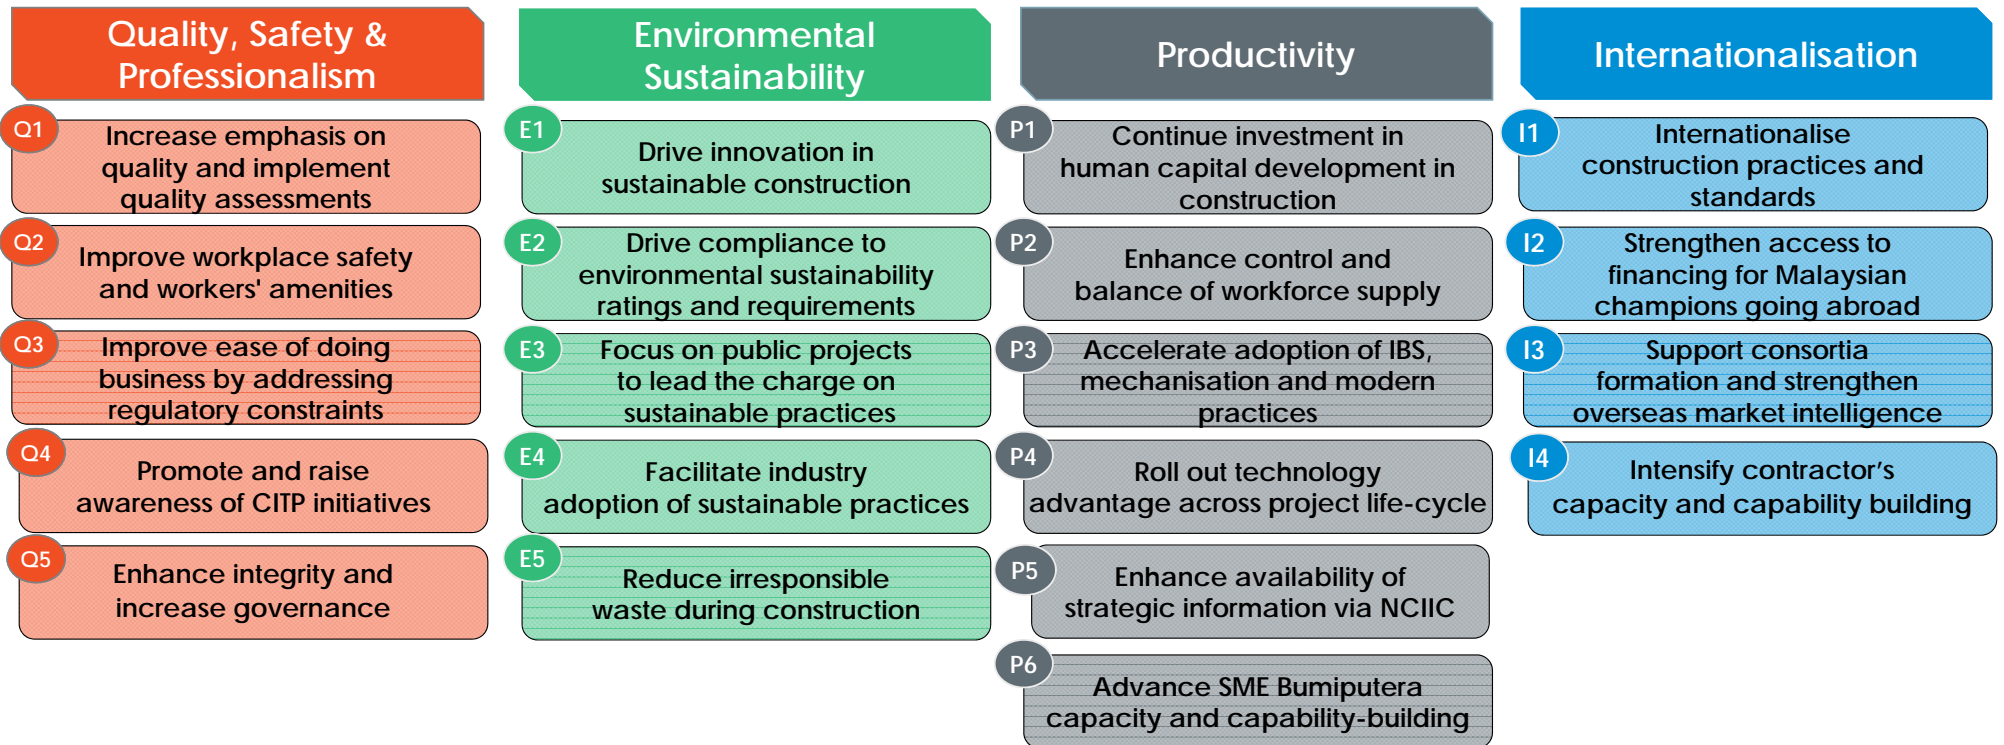 Quality, Safety &
Professionalism
Q1
Increase emphasis on
quality and implement
quality assessments
Q2
Improve workplace safety
and workers' amenities
Q3
Improve ease of doing
business by addressing
regulatory constraints
Q4
Promote and raise
awareness of CITP initiatives
Q5
Enhance integrity and
increase governance
Environmental
Sustainability
E1
Drive innovation in
sustainable construction
E2
Drive compliance to
environmental sustainability
ratings and requirements
E3
Focus on public projects
to lead the charge on
sustainable practices
E4
Facilitate industry
adoption of sustainable practices
E5
Reduce irresponsible
waste during construction
Productivity
P1
Continue investment in
human capital development in
construction
P2
Enhance control and
balance of workforce supply
P3
Accelerate adoption of IBS,
mechanisation and modern
practices
P4
Roll out technology
advantage across project life-cycle
P5
Enhance availability of
strategic information via NCIIC
P6
Advance SME Bumiputera
capacity and capability-building
Internationalisation
I1
Internationalise
construction practices and
standards
I2
Strengthen access to
financing for Malaysian
champions going abroad
I3
Support consortia
formation and strengthen
overseas market intelligence
I4
Intensify contractor’s
capacity and capability building